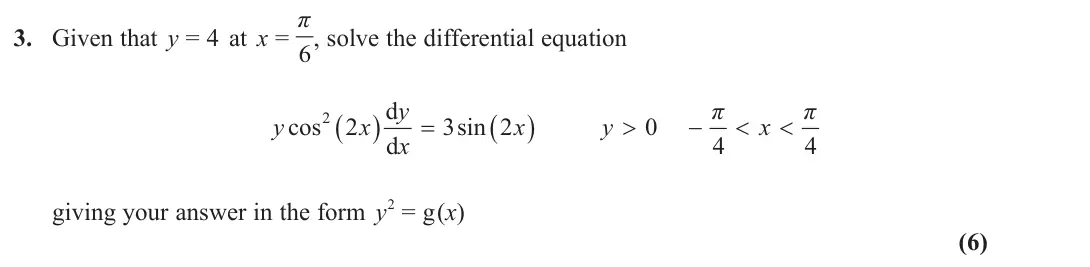 3. Given that y = 4 at x = π/6, solve the differential equation
y cos²(2x) dy/dx = 3 sin(2x)   y > 0   −π/4 < x < π/4
giving your answer in the form y² = g(x)
(6)